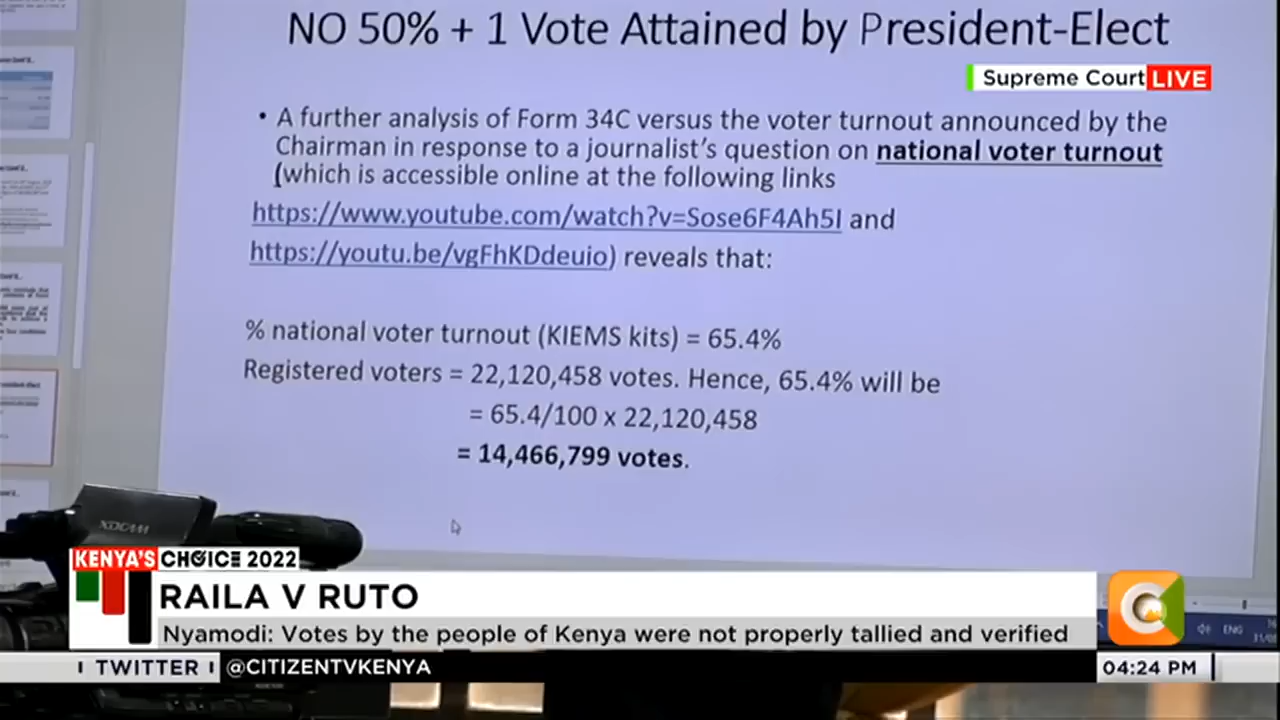 NO 50% + 1 Vote Attained by President-Elect
Supreme Court LIVE
• A further analysis of Form 34C versus the voter turnout announced by the
Chairman in response to a journalist's question on national voter turnout
(which is accessible online at the following links
https://www.youtube.com/watch?v=Sose6F4Ah5I and
https://youtu.be/vgFhKDdeuio) reveals that:
% national voter turnout (KIEMS kits) = 65.4%
Registered voters = 22,120,458 votes. Hence, 65.4% will be
= 65.4/100 x 22,120,458
= 14,466,799 votes.
XDCAM
KENYA'S CHOICE 2022
RAILA V RUTO
Nyamodi: Votes by the people of Kenya were not properly tallied and verified
ENG
TWITTER @CITIZENTVKENYA
04:24 PM